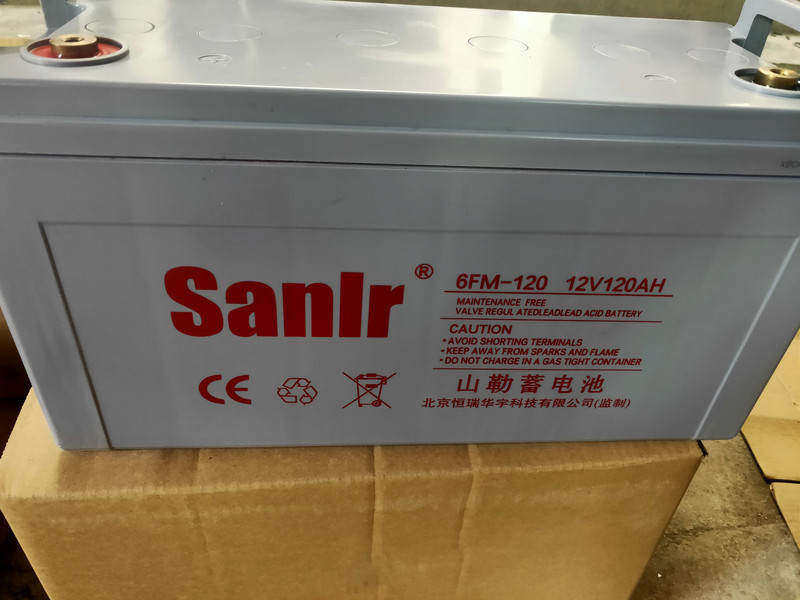 Sanlr®
6FM-120 12V120AH
MAINTENANCE FREE
VALVE REGUL ATEDLEADLEAD ACID BATTERY
CAUTION
• AVOID SHORTING TERMINALS
• KEEP AWAY FROM SPARKS AND FLAME
• DO NOT CHARGE IN A GAS TIGHT CONTAINER
CE
山勒蓄电池
北京恒瑞华宇科技有限公司(监制)